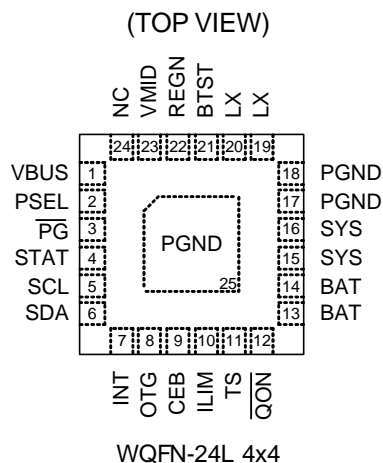 (TOP VIEW)
NC VMID REGN BTST LX LX
24 23 22 21 20 19
VBUS 1 18 PGND
PSEL 2 17 PGND
PG 3 16 SYS
STAT 4 15 SYS
SCL 5 14 BAT
SDA 6 13 BAT
PGND
25
7 8 9 10 11 12
INT OTG CEB ILIM TS QON
WQFN-24L 4x4